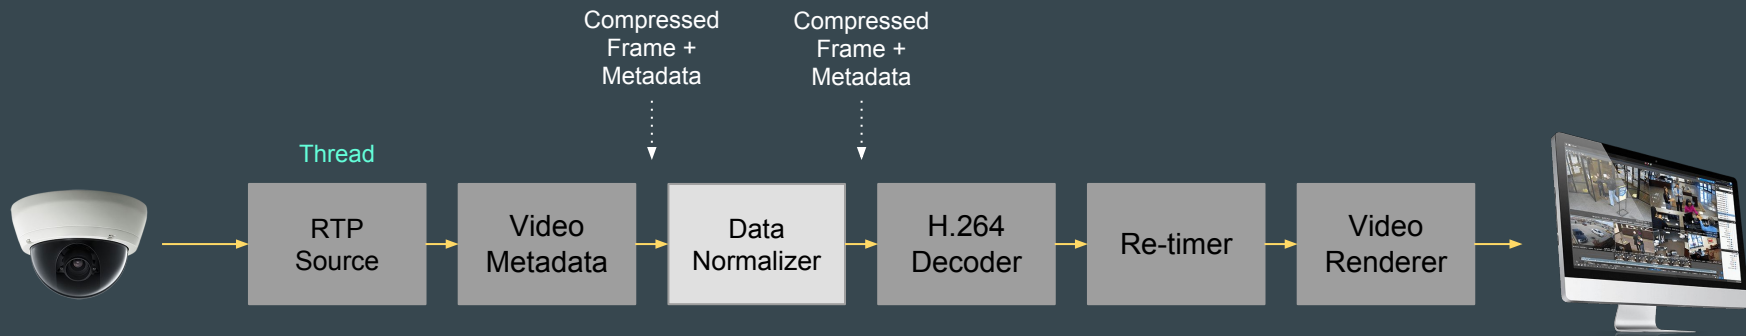 Compressed
Frame +
Metadata
Compressed
Frame +
Metadata
Thread
RTP
Source
Video
Metadata
Data
Normalizer
H.264
Decoder
Re-timer
Video
Renderer